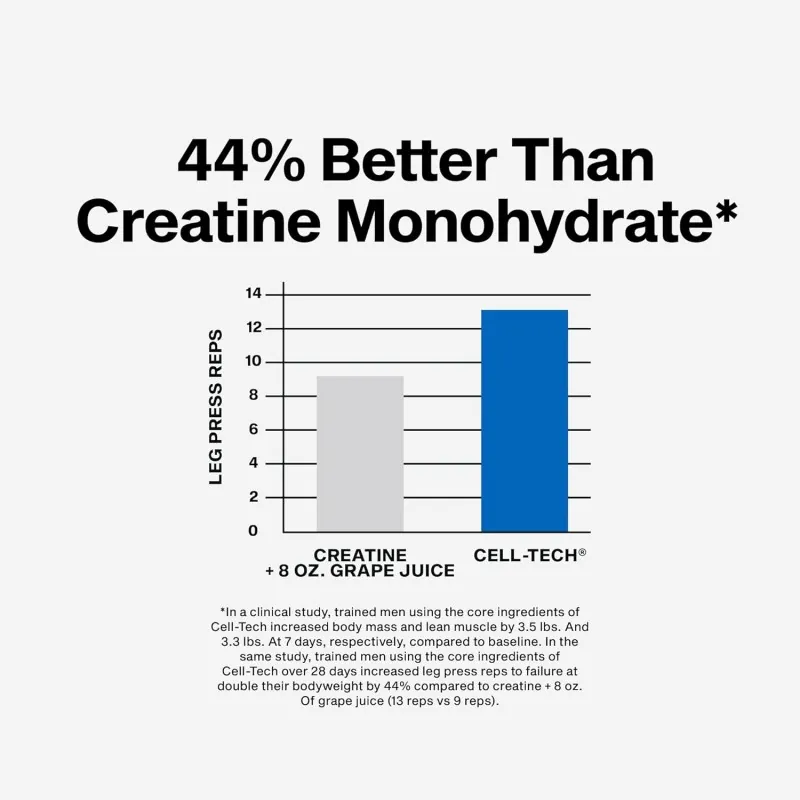 44% Better Than
Creatine Monohydrate*
LEG PRESS REPS
14
12
10
8
6
4
2
0
CREATINE
+ 8 OZ. GRAPE JUICE
CELL-TECH®
*In a clinical study, trained men using the core ingredients of
Cell-Tech increased body mass and lean muscle by 3.5 lbs. And
3.3 lbs. At 7 days, respectively, compared to baseline. In the
same study, trained men using the core ingredients of
Cell-Tech over 28 days increased leg press reps to failure at
double their bodyweight by 44% compared to creatine + 8 oz.
Of grape juice (13 reps vs 9 reps).